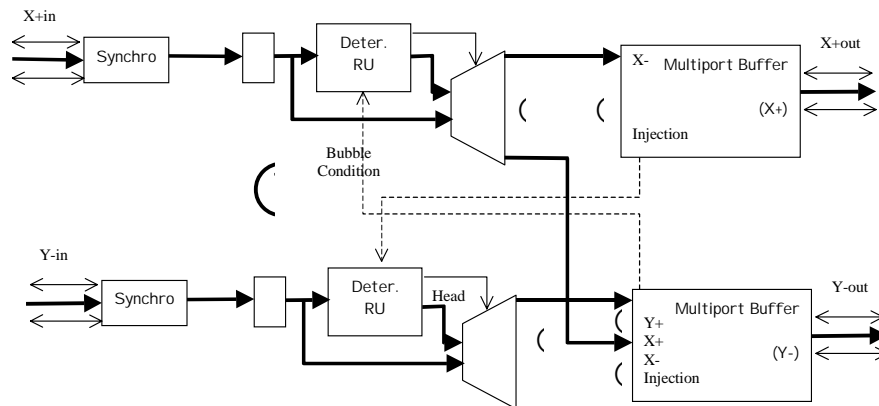 X+in
Synchro
Deter.
RU
X-
Multiport Buffer
(X+)
Injection
X+out
Bubble
Condition
Y-in
Synchro
Deter.
RU
Head
Multiport Buffer
Y+
X+
X-
Injection
(Y-)
Y-out